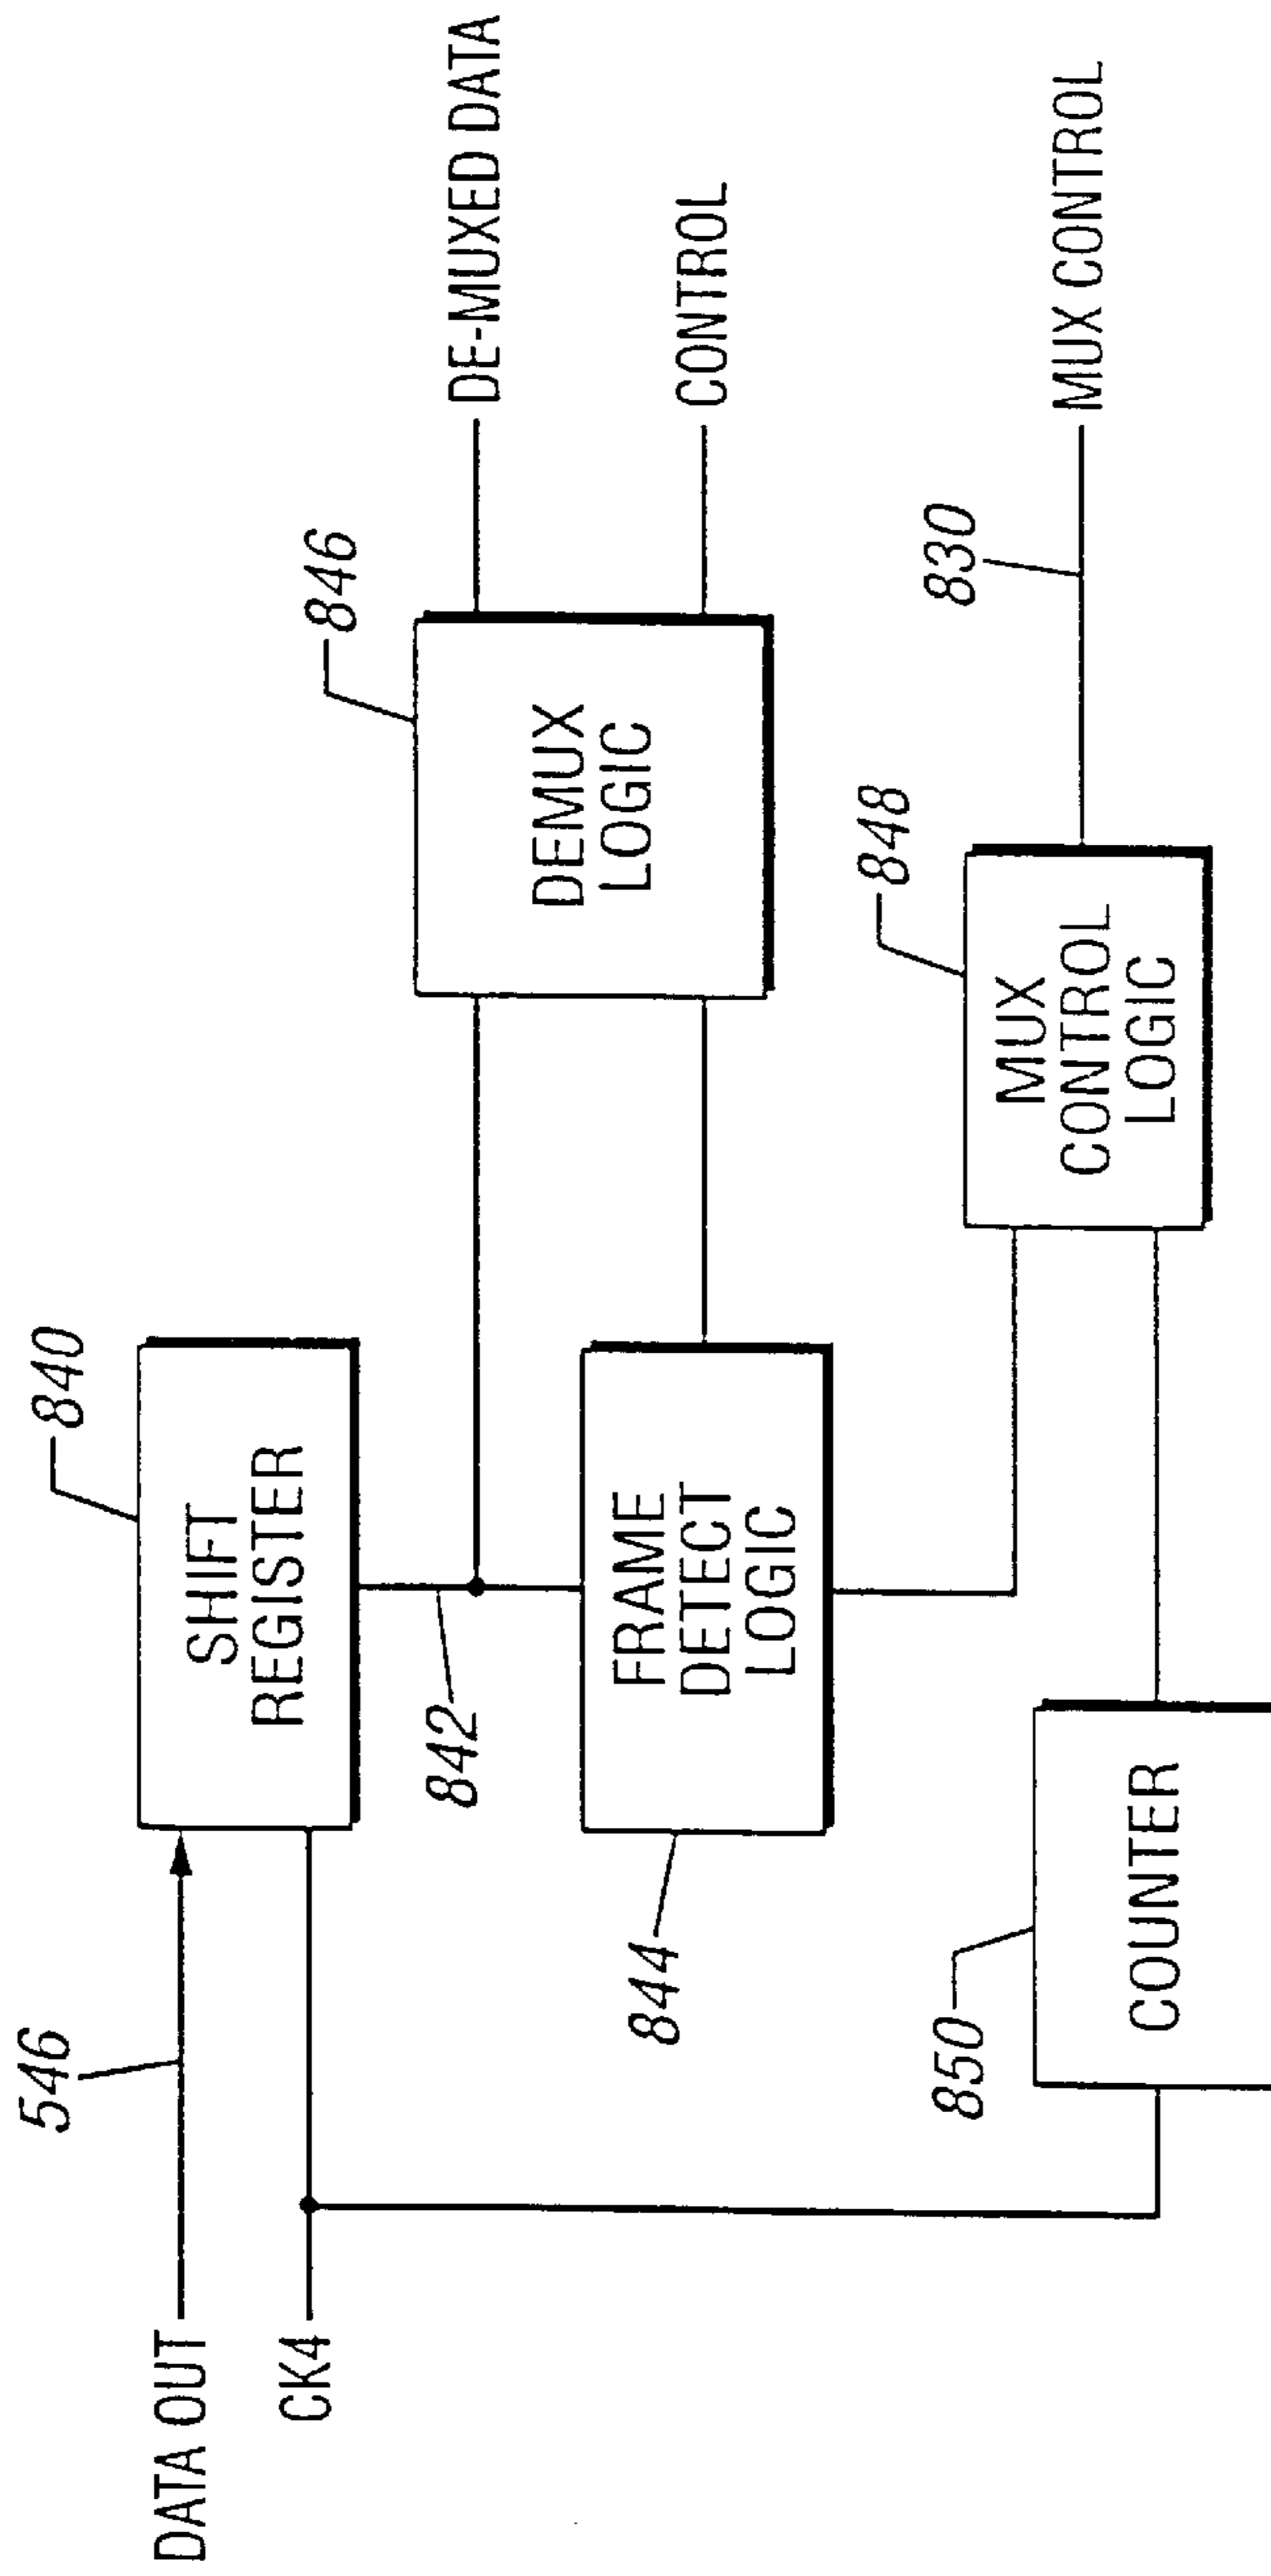 546
DATA OUT
CK4
840
SHIFT
REGISTER
842
844
FRAME
DETECT
LOGIC
846
DEMUX
LOGIC
DE-MUXED DATA
CONTROL
850
COUNTER
848
MUX
CONTROL
LOGIC
830
MUX CONTROL